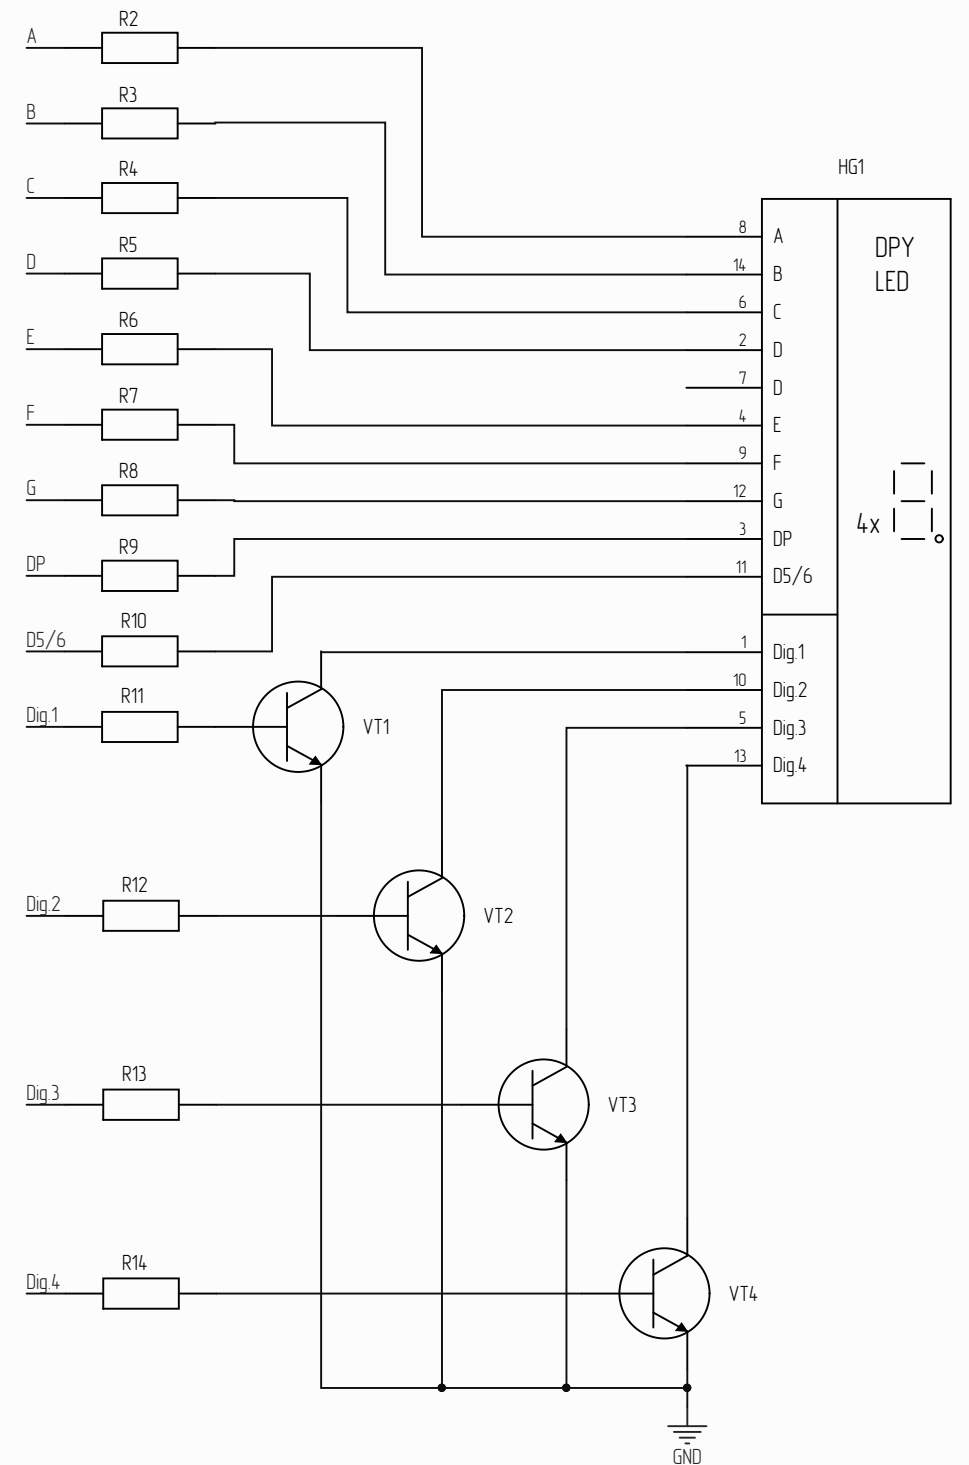 R2
A
R3
B
R4
C
R5
D
R6
E
R7
F
R8
G
R9
DP
R10
D5/6
R11
Dig.1
VT1
R12
Dig.2
VT2
R13
Dig.3
VT3
R14
Dig.4
VT4
GND
HG1
DPY
LED
4x
8 A
14 B
6 C
2 D
7 D
4 E
9 F
12 G
3 DP
11 D5/6
1 Dig.1
10 Dig.2
5 Dig.3
13 Dig.4